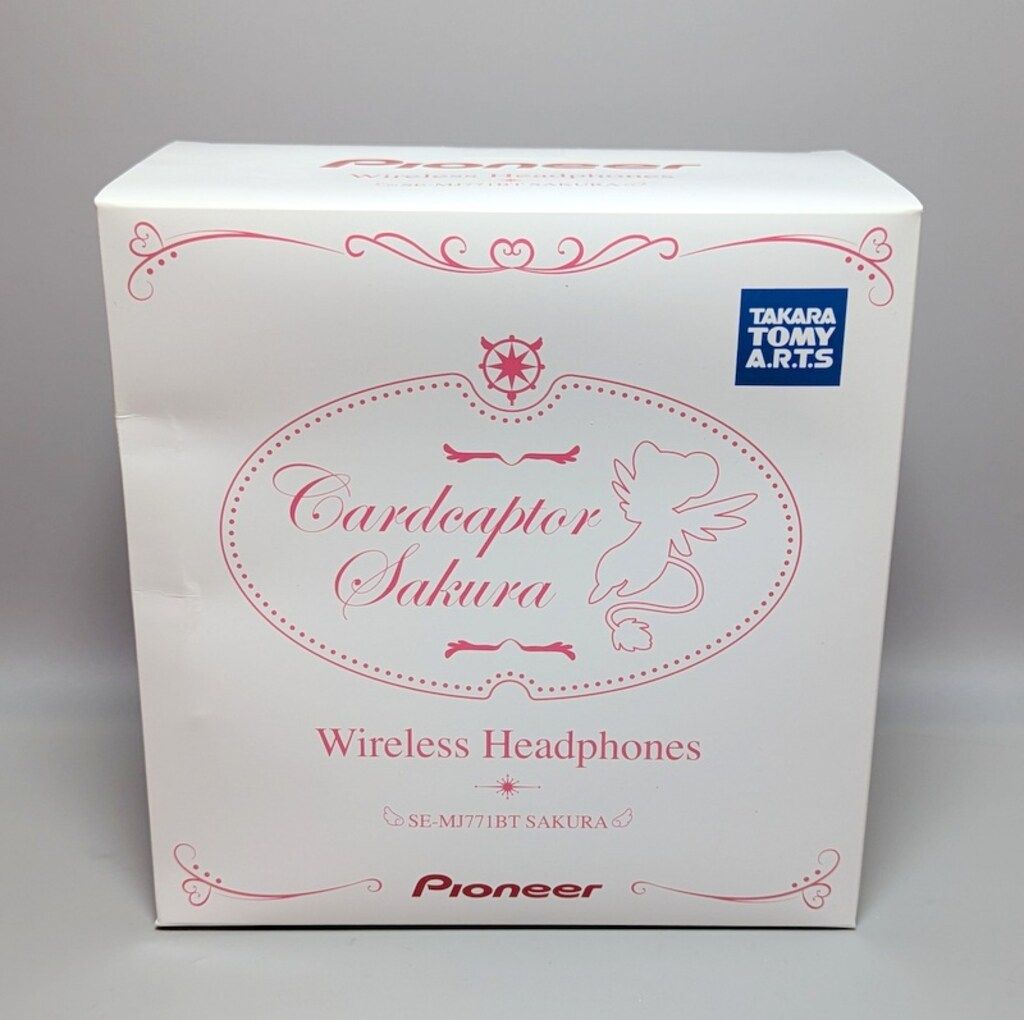 Pioneer
Wireless Headphones
SE-MJ771BT SAKURA
TAKARA
TOMY
A.R.T.S
Cardcaptor
Sakura
Wireless Headphones
SE-MJ771BT SAKURA
Pioneer